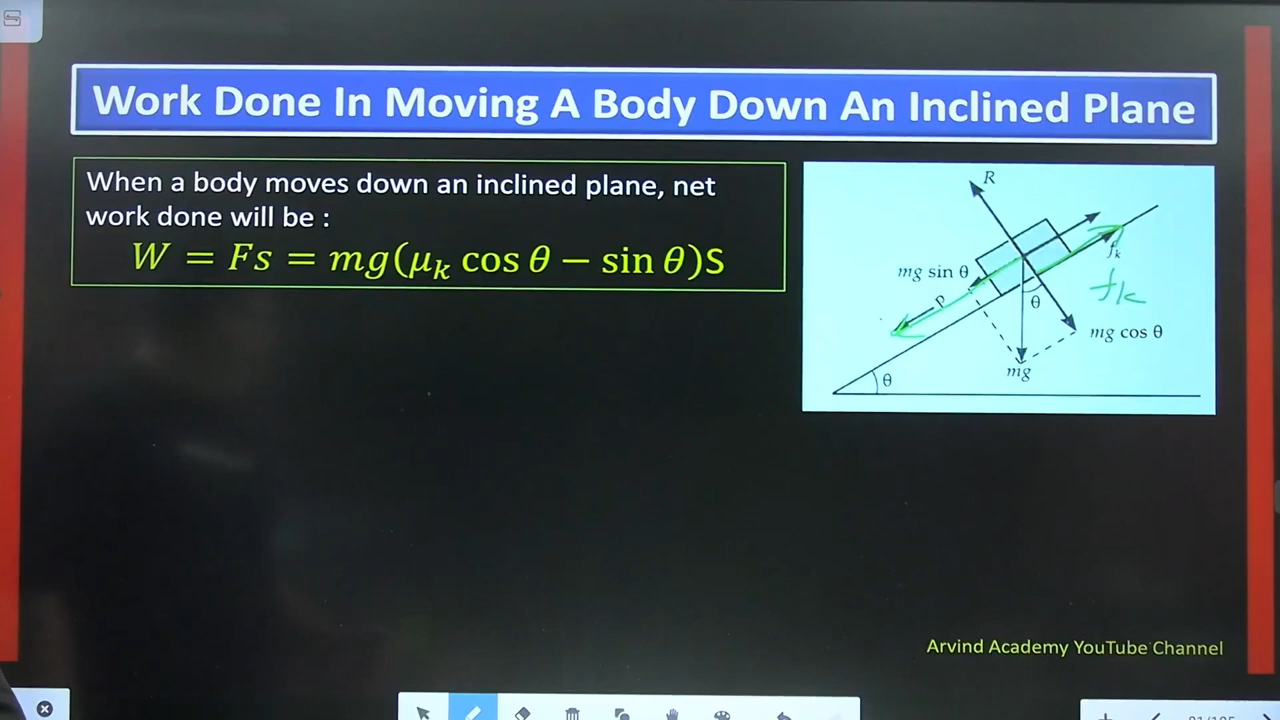 Work Done In Moving A Body Down An Inclined Plane
When a body moves down an inclined plane, net
work done will be :
W = Fs = mg(μₖ cos θ − sin θ)S
R
fₖ
mg sin θ
fk
P
θ
mg cos θ
mg
θ
Arvind Academy YouTube Channel